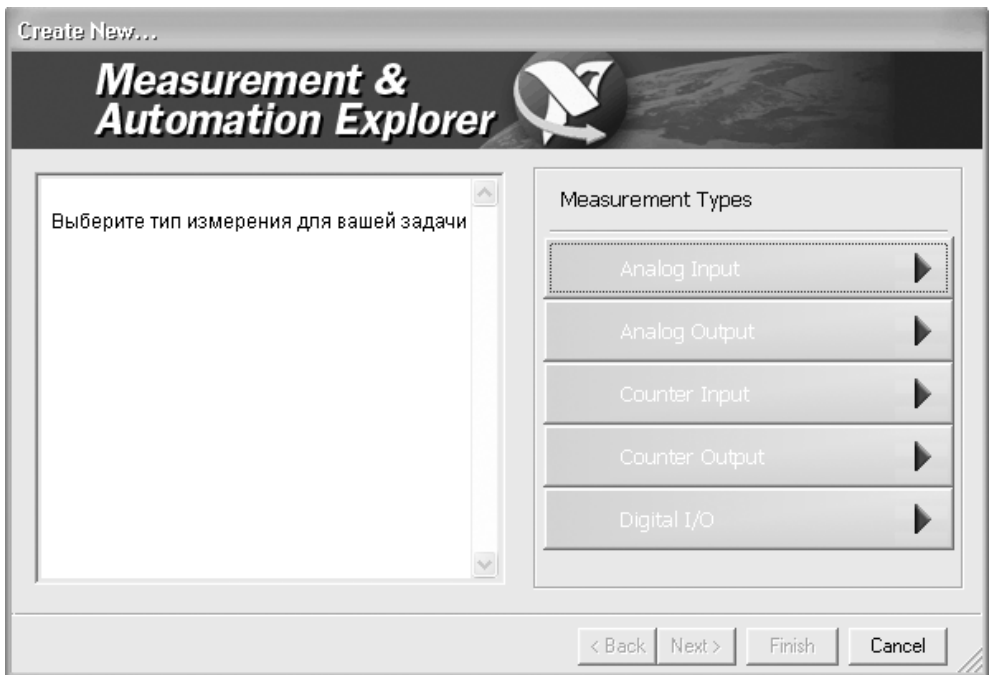 Create New...
Measurement &
Automation Explorer
Выберите тип измерения для вашей задачи
Measurement Types
Analog Input
Analog Output
Counter Input
Counter Output
Digital I/O
< Back
Next >
Finish
Cancel